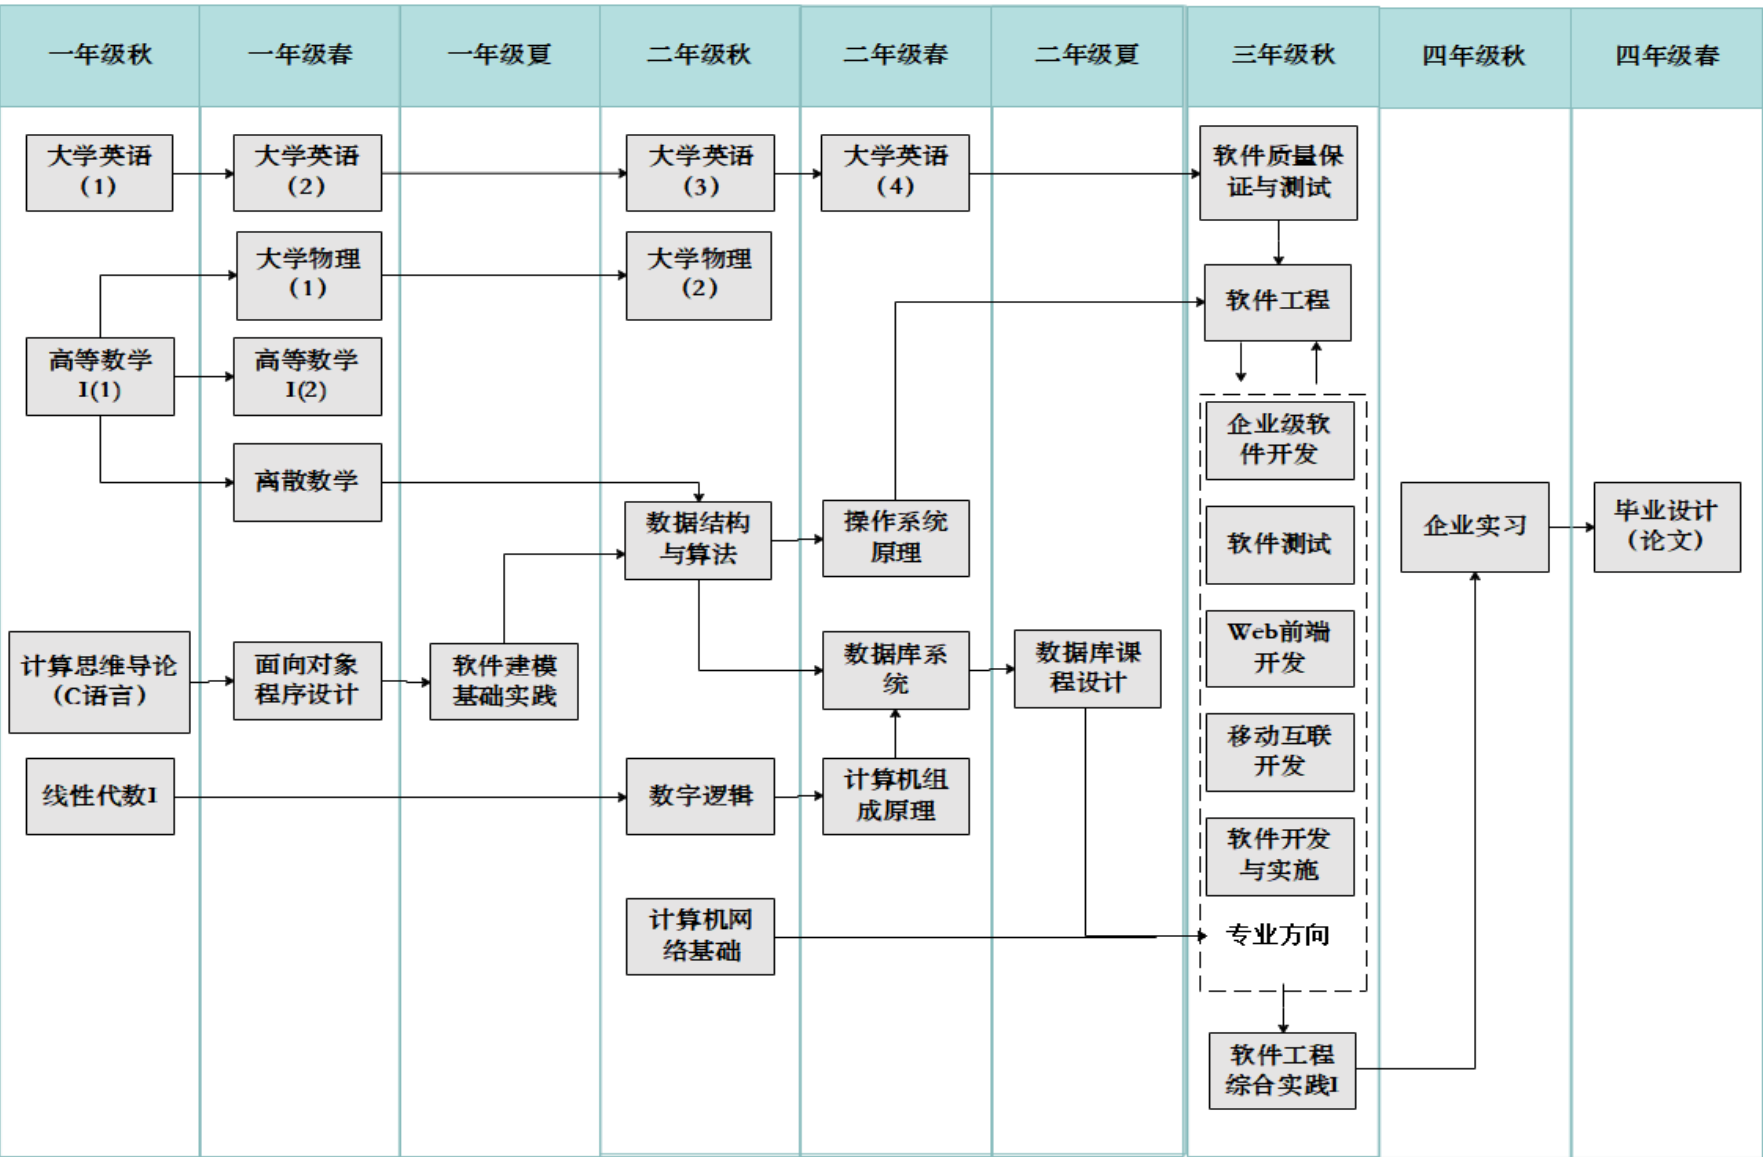 一年级秋
一年级春
一年级夏
二年级秋
二年级春
二年级夏
三年级秋
四年级秋
四年级春
大学英语
（1）
大学英语
（2）
大学英语
（3）
大学英语
（4）
软件质量保
证与测试
大学物理
（1）
大学物理
（2）
软件工程
高等数学
I(1)
高等数学
I(2)
企业级软
件开发
离散数学
数据结构
与算法
操作系统
原理
软件测试
企业实习
毕业设计
（论文）
计算思维导论
（C语言）
面向对象
程序设计
软件建模
基础实践
数据库系
统
数据库课
程设计
Web前端
开发
移动互联
开发
线性代数I
数字逻辑
计算机组
成原理
软件开发
与实施
计算机网
络基础
专业方向
软件工程
综合实践I